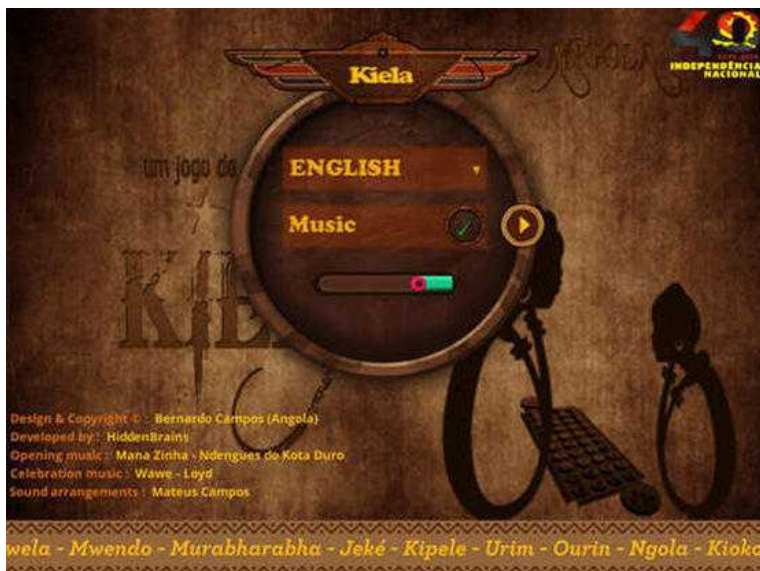 Kiela
ANGOLA
INDEPENDÊNCIA
NACIONAL
um jogo de
ENGLISH
Music
Design & Copyright © : Bernardo Campos (Angola)
Developed by : HiddenBrains
Opening music : Mana Zinha - Ndengues do Kota Duro
Celebration music : Wawe - Loyd
Sound arrangements : Mateus Campos
wela - Mwendo - Murabharabha - Jeké - Kipele - Urim - Ourin - Ngola - Kioko